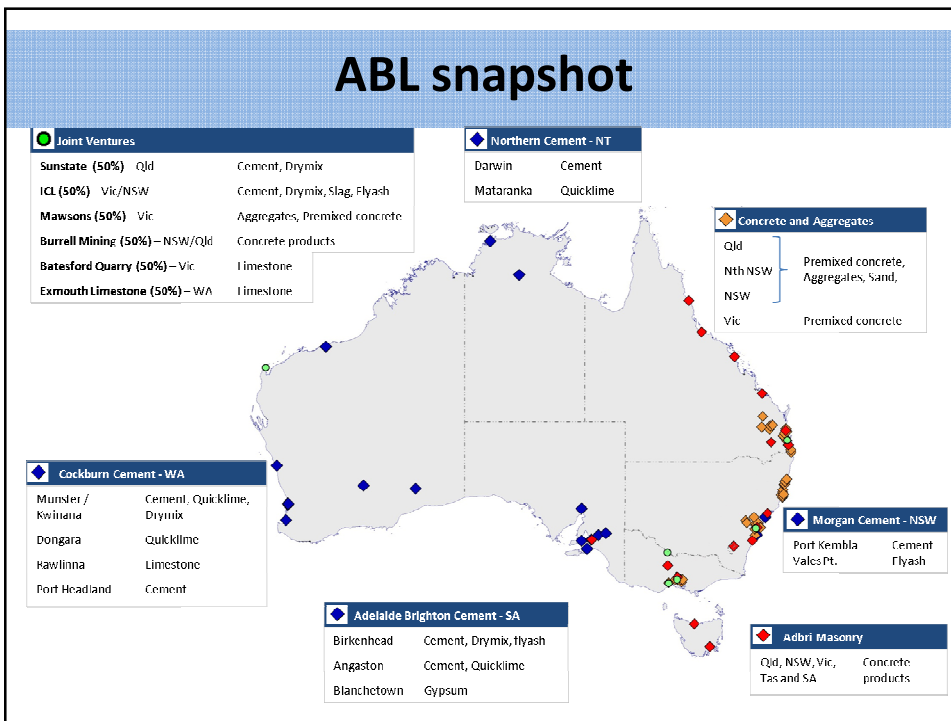 ABL snapshot
Joint Ventures
Sunstate (50%) Qld Cement, Drymix
ICL (50%) Vic/NSW Cement, Drymix, Slag, Flyash
Mawsons (50%) Vic Aggregates, Premixed concrete
Burrell Mining (50%) – NSW/Qld Concrete products
Batesford Quarry (50%) – Vic Limestone
Exmouth Limestone (50%) – WA Limestone
Northern Cement - NT
Darwin Cement
Mataranka Quicklime
Concrete and Aggregates
Qld
Nth NSW
NSW
Premixed concrete,
Aggregates, Sand,
Vic Premixed concrete
Cockburn Cement - WA
Munster / Cement, Quicklime,
Kwinana Drymix
Dongara Quicklime
Rawlinna Limestone
Port Headland Cement
Morgan Cement - NSW
Port Kembla Cement
Vales Pt. Flyash
Adelaide Brighton Cement - SA
Birkenhead Cement, Drymix, flyash
Angaston Cement, Quicklime
Blanchetown Gypsum
Adbri Masonry
Qld, NSW, Vic, Concrete
Tas and SA products